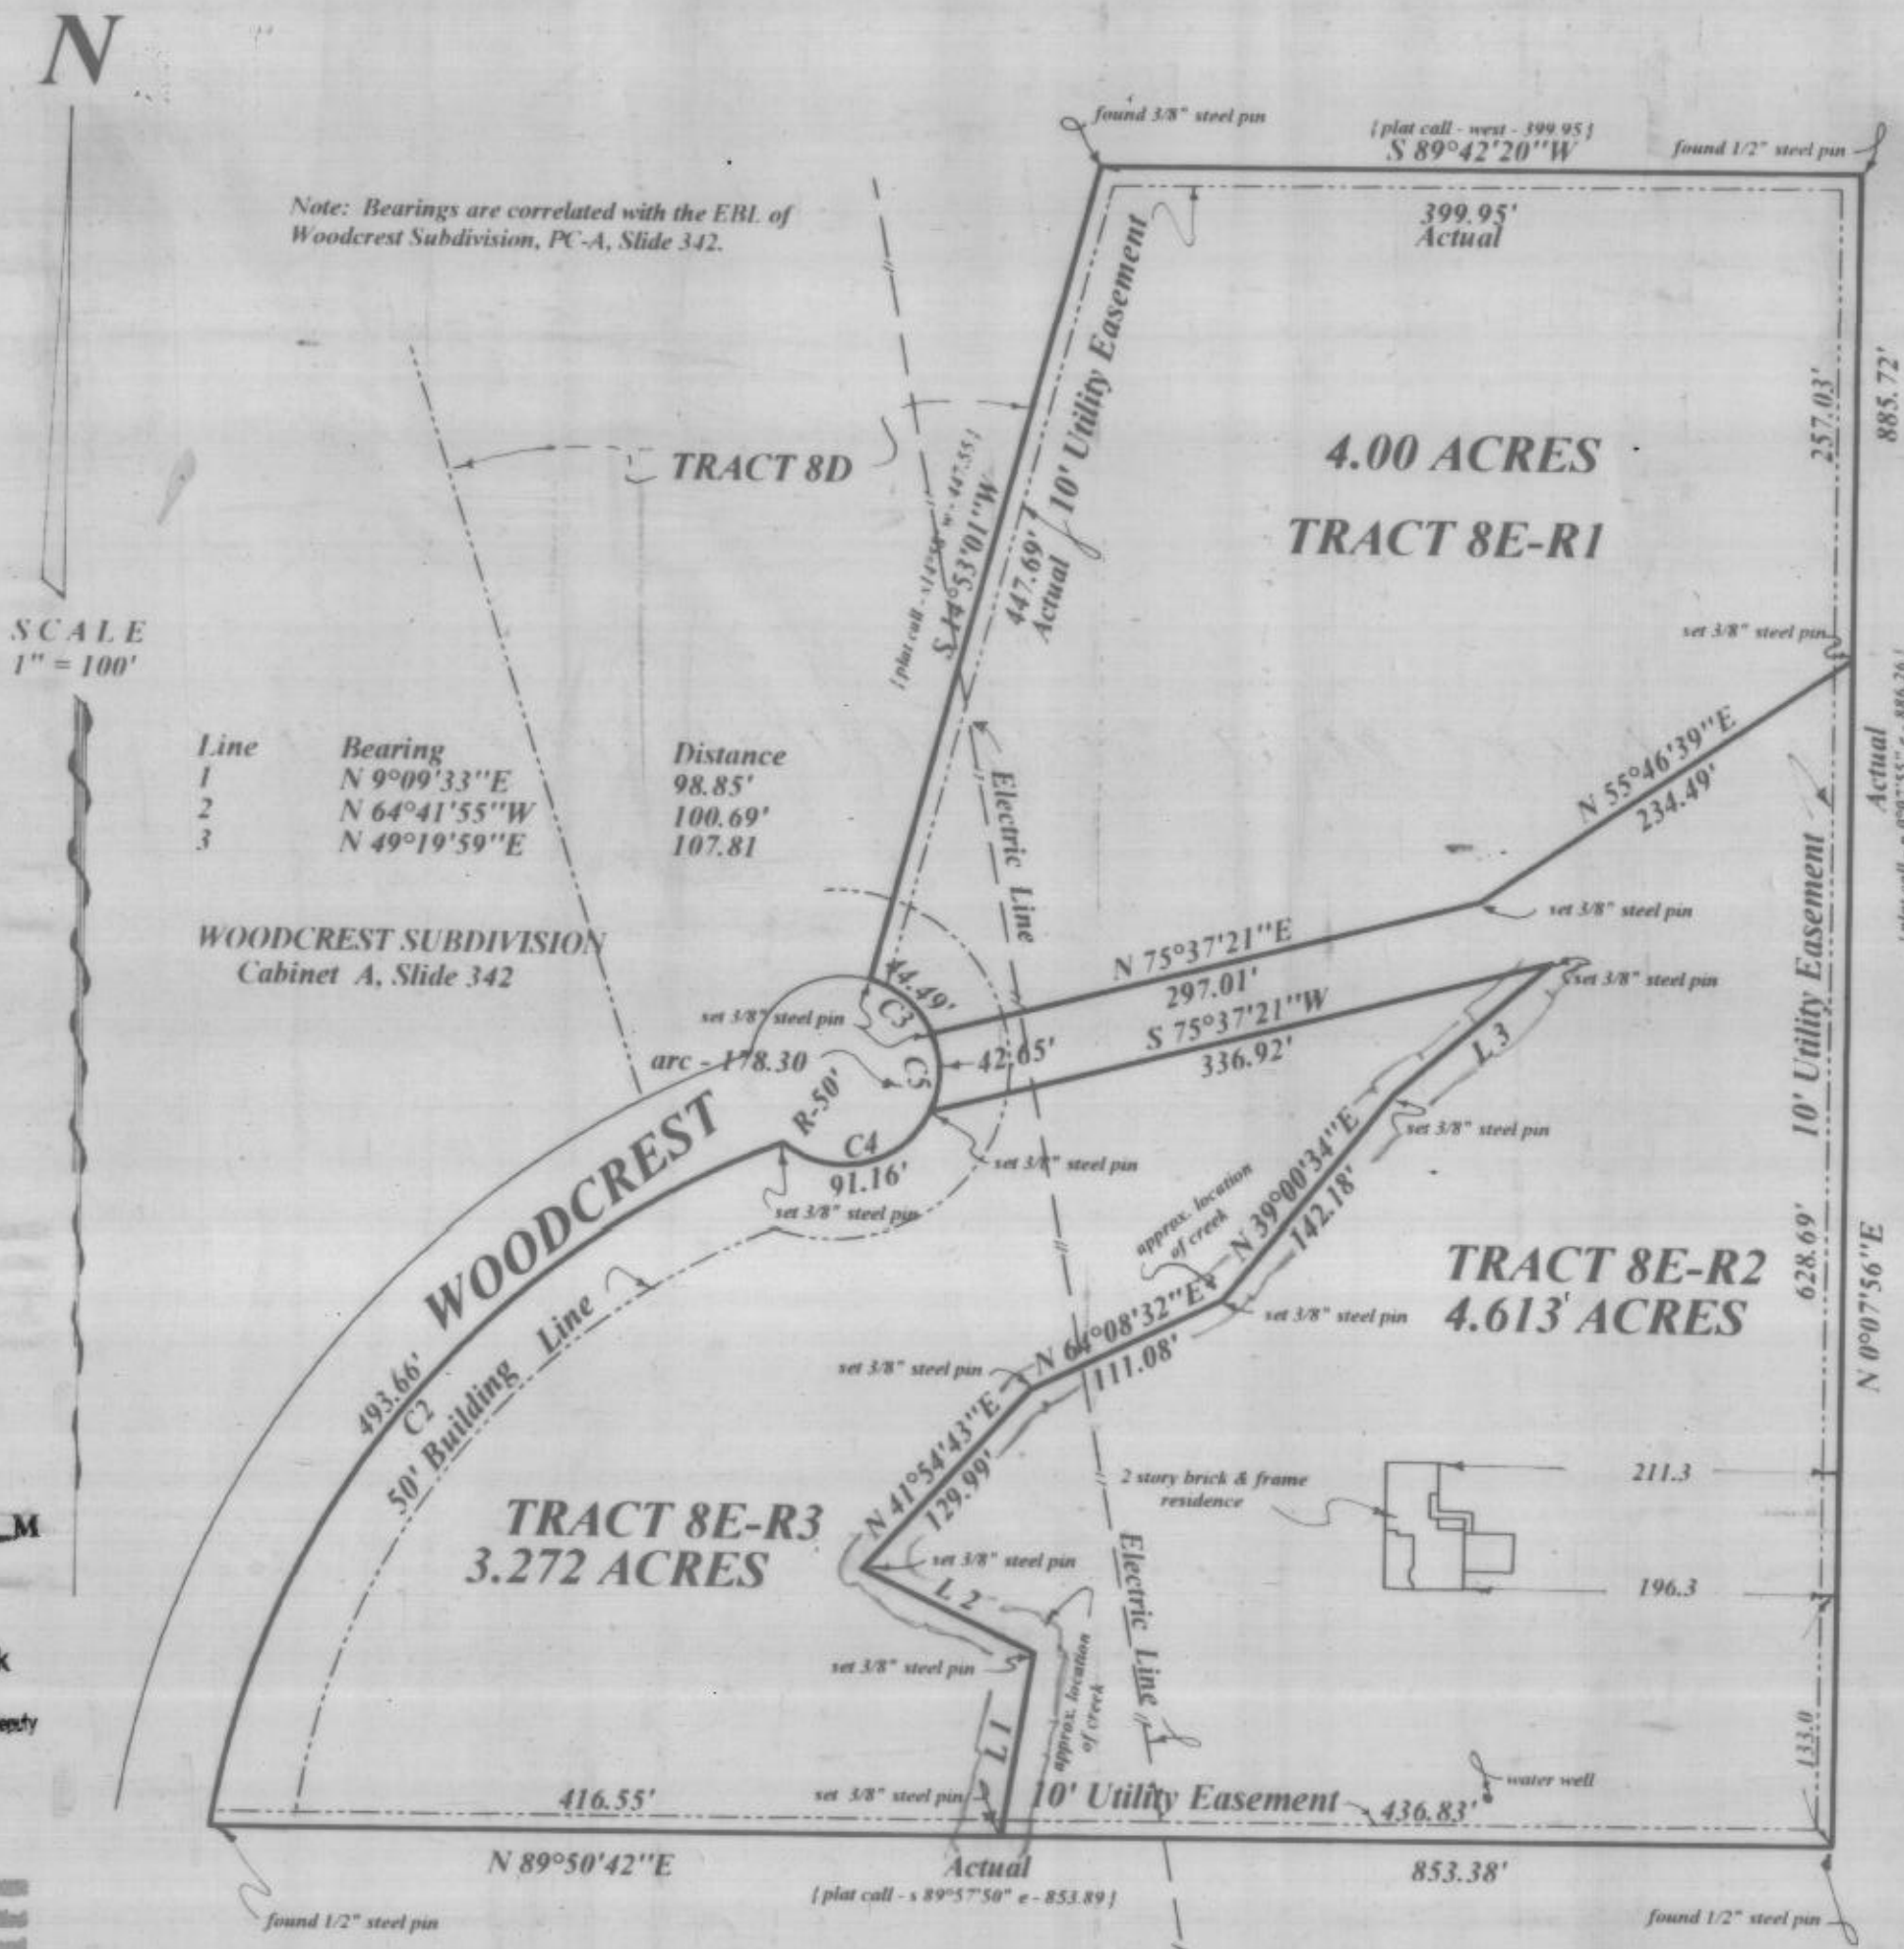 N
found 3/8" steel pin
{plat call - west - 399.95}
S 89°42'20"W
found 1/2" steel pin
Note: Bearings are correlated with the EBL of
Woodcrest Subdivision, PC-A, Slide 342.
399.95'
Actual
10' Utility Easement
257.03'
885.72'
4.00 ACRES
TRACT 8D
TRACT 8E-R1
S 14°53'01"W
447.69'
Actual
10' Utility Easement
SCALE
1" = 100'
set 3/8" steel pin
Line Bearing Distance
1 N 9°09'33"E 98.85'
2 N 64°41'55"W 100.69'
3 N 49°19'59"E 107.81
Actual
N 55°46'39"E
234.49'
Electric Line
10' Utility Easement
set 3/8" steel pin
WOODCREST SUBDIVISION
Cabinet A, Slide 342
N 75°37'21"E
297.01'
S 75°37'21"W
336.92'
set 3/8" steel pin
44.49'
C3
set 3/8" steel pin
arc - 178.30
C5
42.65'
L 3
R-50'
C4
91.16'
set 3/8" steel pin
set 3/8" steel pin
set 3/8" steel pin
WOODCREST
approx. location
of creek
N 39°00'34"E
142.18'
TRACT 8E-R2
4.613 ACRES
628.69'
N 0°07'56"E
set 3/8" steel pin
N 64°08'32"E
111.08'
set 3/8" steel pin
493.66'
C2
50' Building Line
N 41°54'43"E
129.99'
2 story brick & frame
residence
211.3
196.3
TRACT 8E-R3
3.272 ACRES
M
set 3/8" steel pin
L 2
Electric Line
set 3/8" steel pin
approx. location
of creek
L 1
133.0
416.55'
set 3/8" steel pin
10' Utility Easement
436.83'
water well
N 89°50'42"E
Actual
853.38'
{plat call - s 89°57'50" e - 853.89}
found 1/2" steel pin
found 1/2" steel pin